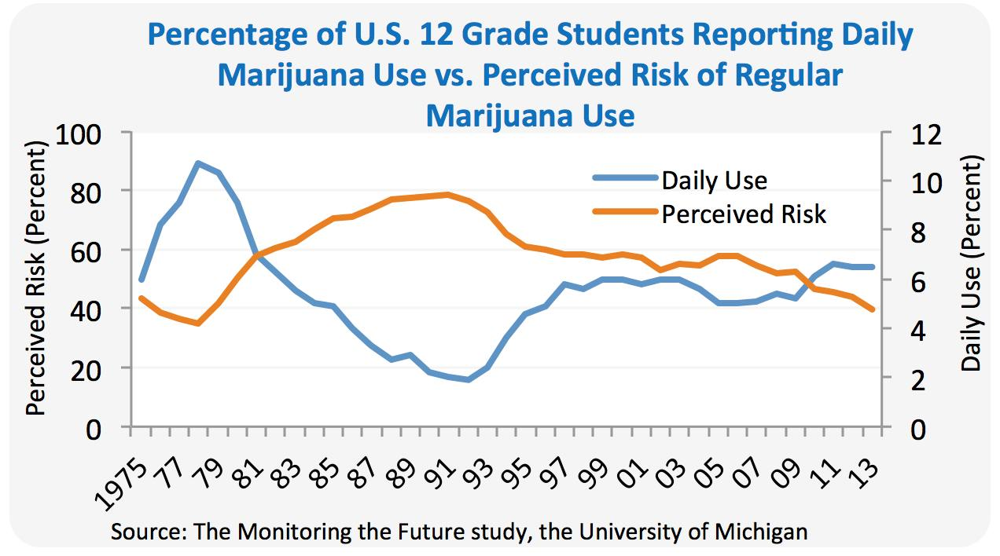 Percentage of U.S. 12 Grade Students Reporting Daily
Marijuana Use vs. Perceived Risk of Regular
Marijuana Use
Perceived Risk (Percent)
100
80
60
40
20
0
Daily Use
Perceived Risk
12
10
8
6
4
2
0
Daily Use (Percent)
1975 77 79 81 83 85 87 89 91 93 95 97 99 01 03 05 07 09 11 13
Source: The Monitoring the Future study, the University of Michigan